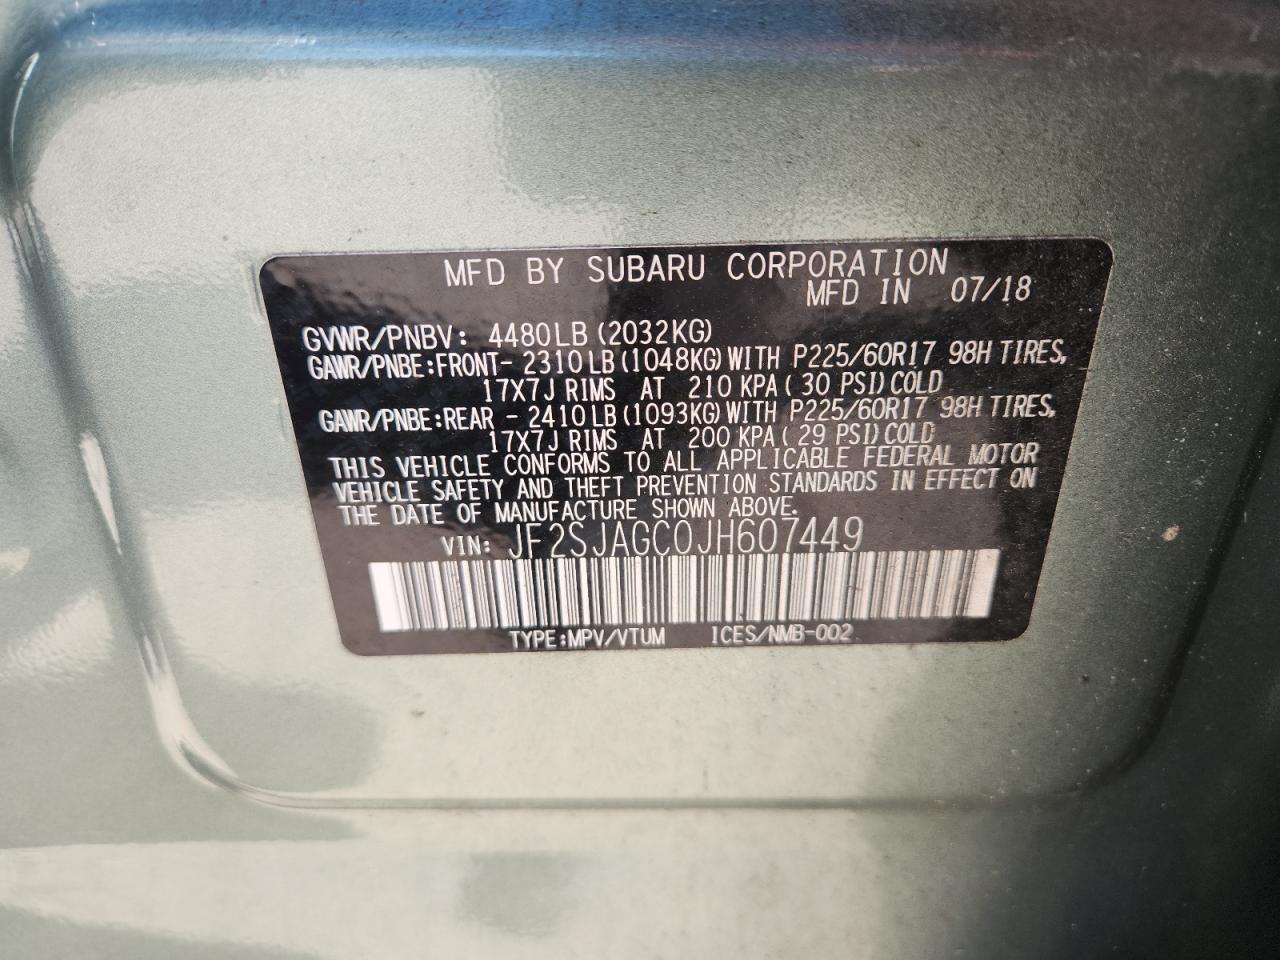 MFD BY SUBARU CORPORATION
MFD IN 07/18
GVWR/PNBV: 4480LB(2032KG)
GAWR/PNBE:FRONT- 2310LB(1048KG)WITH P225/60R17 98H TIRES,
17X7J RIMS AT 210 KPA(30 PSI)COLD
GAWR/PNBE:REAR - 2410LB(1093KG)WITH P225/60R17 98H TIRES,
17X7J RIMS AT 200 KPA(29 PSI)COLD
THIS VEHICLE CONFORMS TO ALL APPLICABLE FEDERAL MOTOR
VEHICLE SAFETY AND THEFT PREVENTION STANDARDS IN EFFECT ON
THE DATE OF MANUFACTURE SHOWN ABOVE.
VIN: JF2SJAGC0JH607449
TYPE:MPV/VTUM ICES/NMB-002